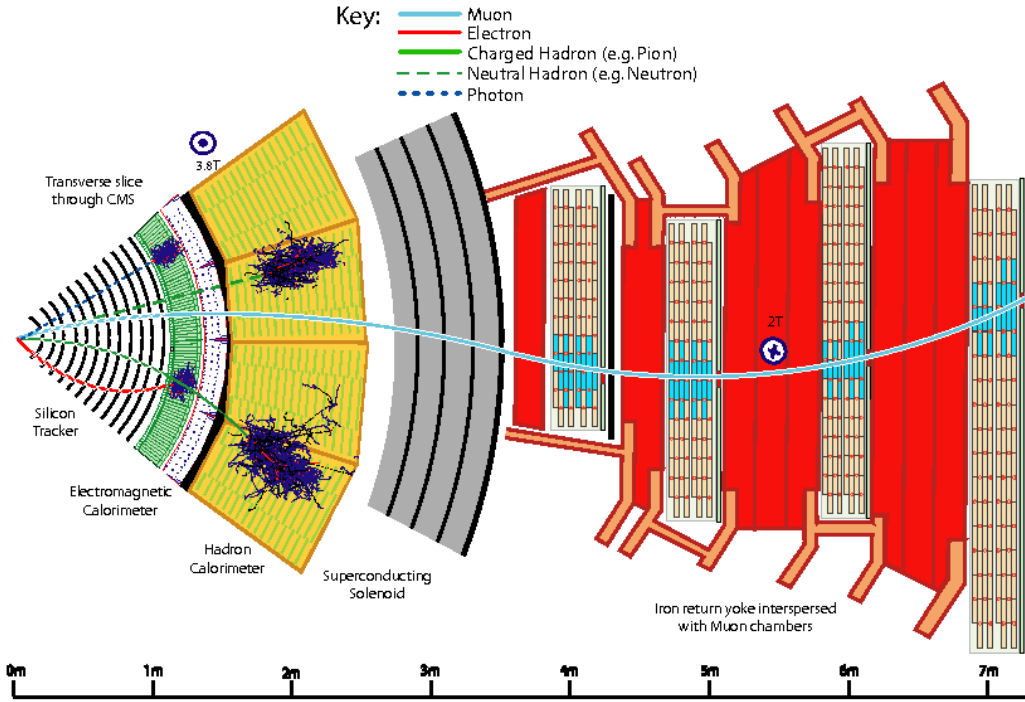 Key:
Muon
Electron
Charged Hadron (e.g. Pion)
Neutral Hadron (e.g. Neutron)
Photon
3.8T
Transverse slice
through CMS
2T
Silicon
Tracker
Electromagnetic
Calorimeter
Hadron
Calorimeter
Superconducting
Solenoid
Iron return yoke interspersed
with Muon chambers
0m 1m 2m 3m 4m 5m 6m 7m